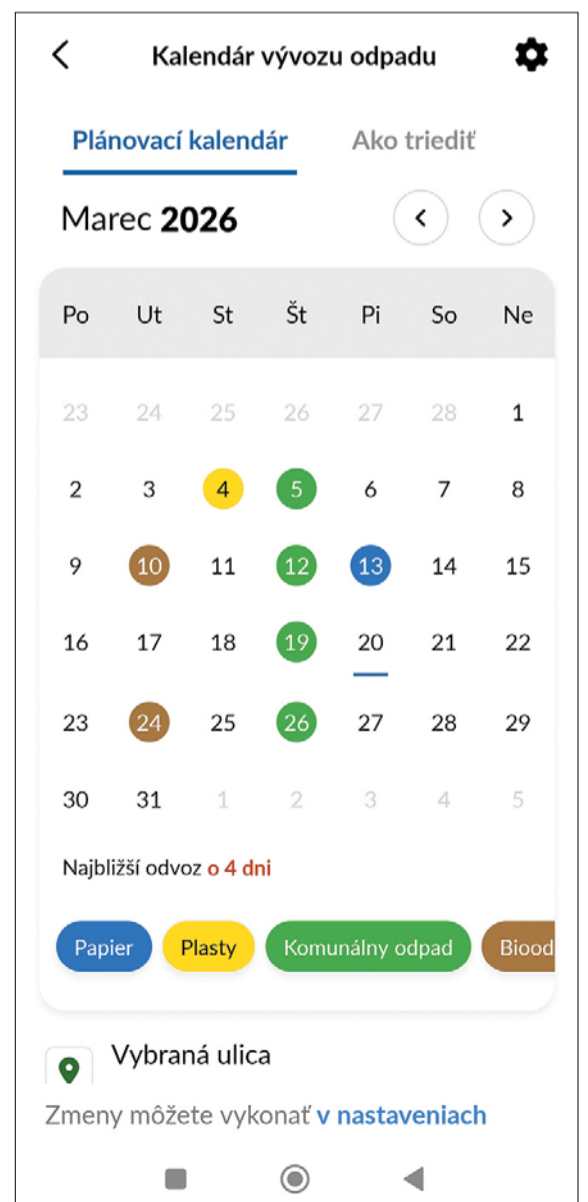 Kalendár vývozu odpadu
Plánovací kalendár Ako triediť
Marec 2026
Po Ut St Št Pi So Ne
23 24 25 26 27 28 1
2 3 4 5 6 7 8
9 10 11 12 13 14 15
16 17 18 19 20 21 22
23 24 25 26 27 28 29
30 31 1 2 3 4 5
Najbližší odvoz o 4 dni
Papier Plasty Komunálny odpad Biood
Vybraná ulica
Zmeny môžete vykonať v nastaveniach